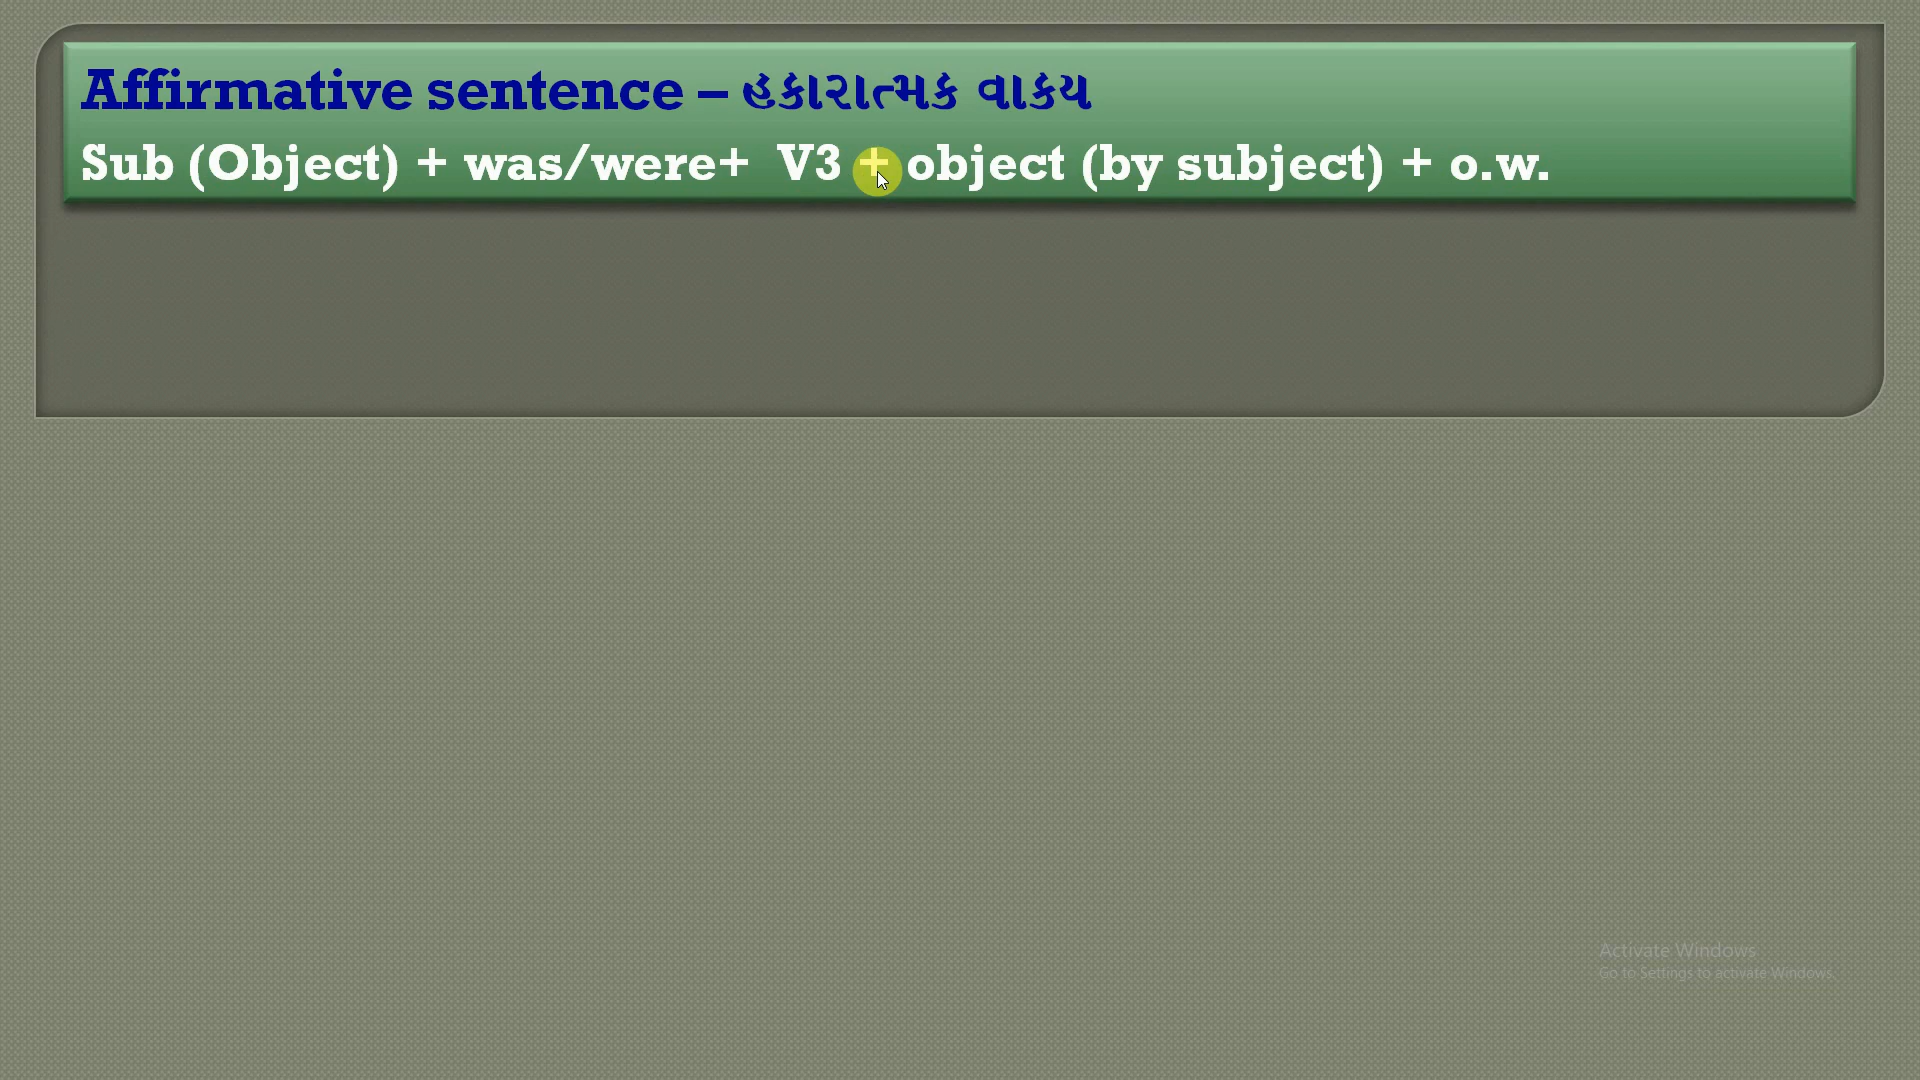 Affirmative sentence – હકારાત્મક વાકય
Sub (Object) + was/were+ V3 + object (by subject) + o.w.
Activate Windows
Go to Settings to activate Windows.